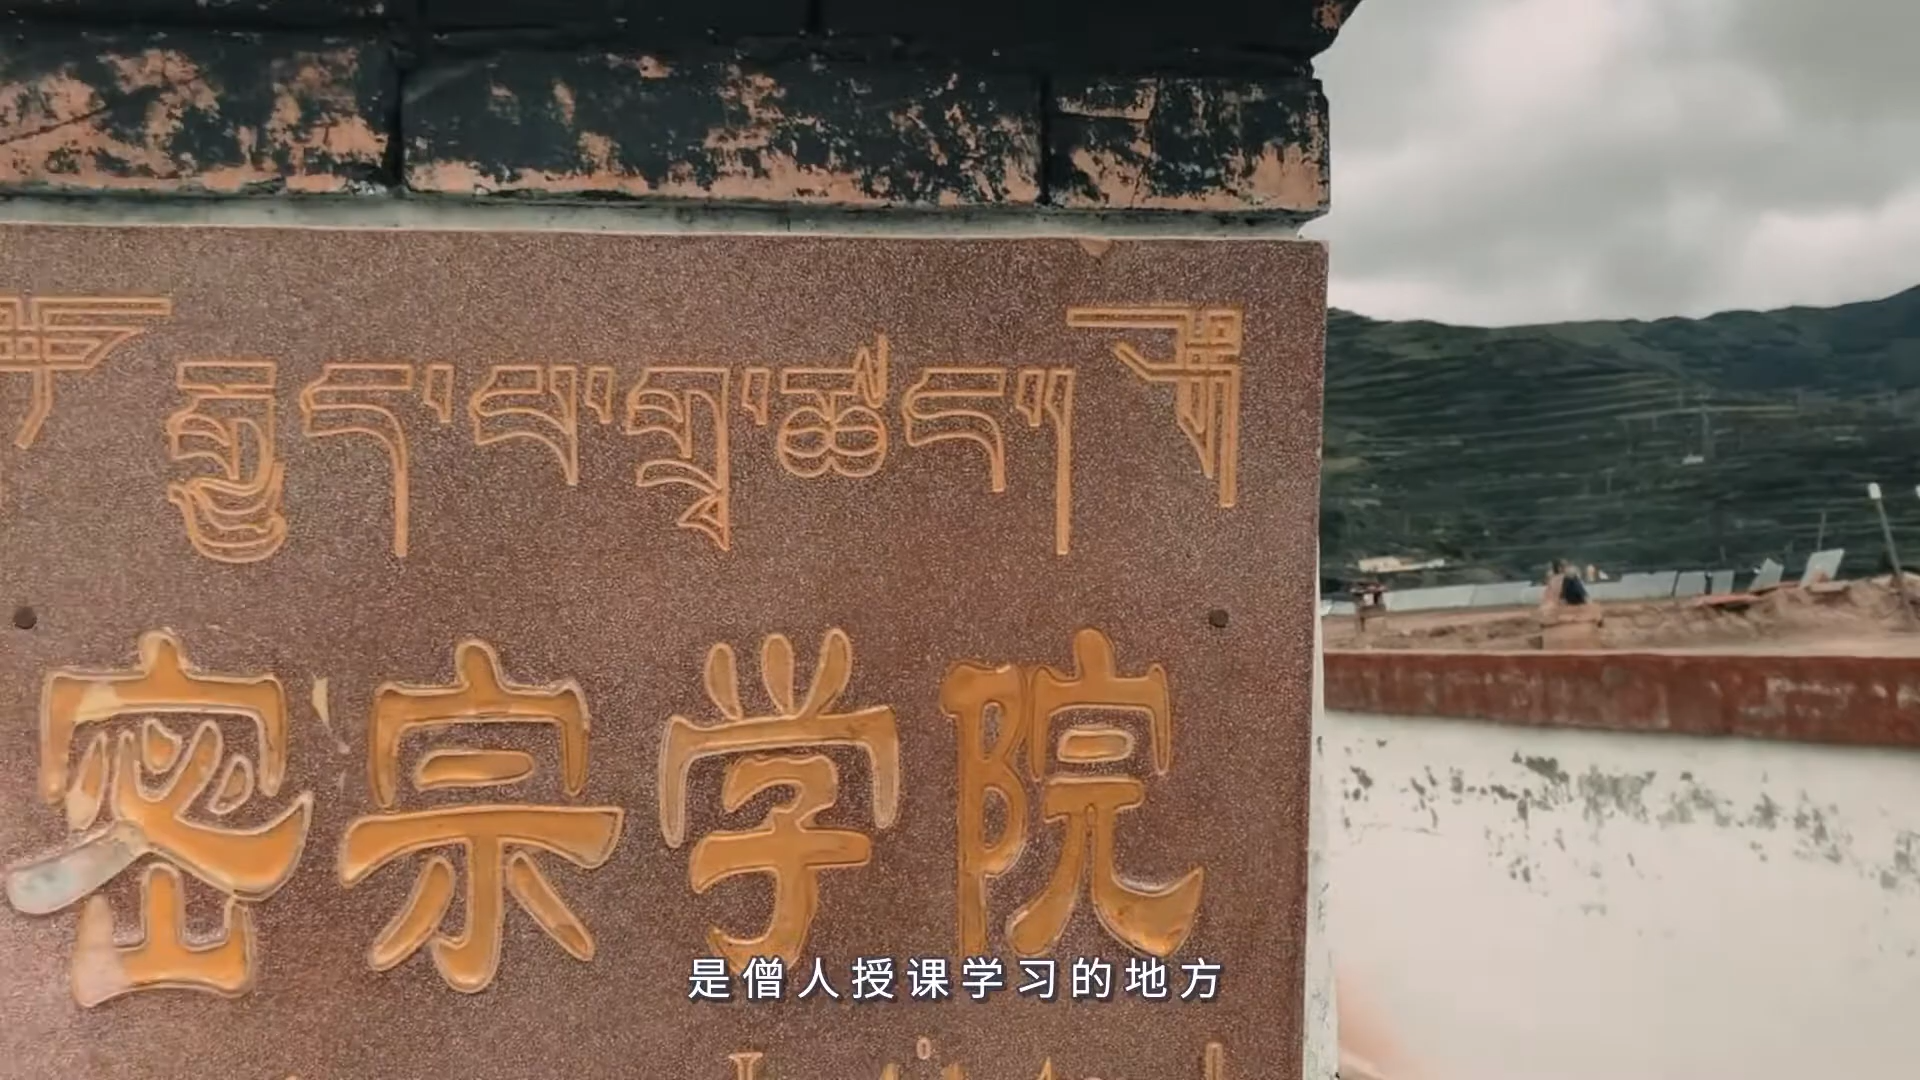 ༄ རྒྱུད་པ་གྲྭ་ཚང་།
密宗学院
是僧人授课学习的地方